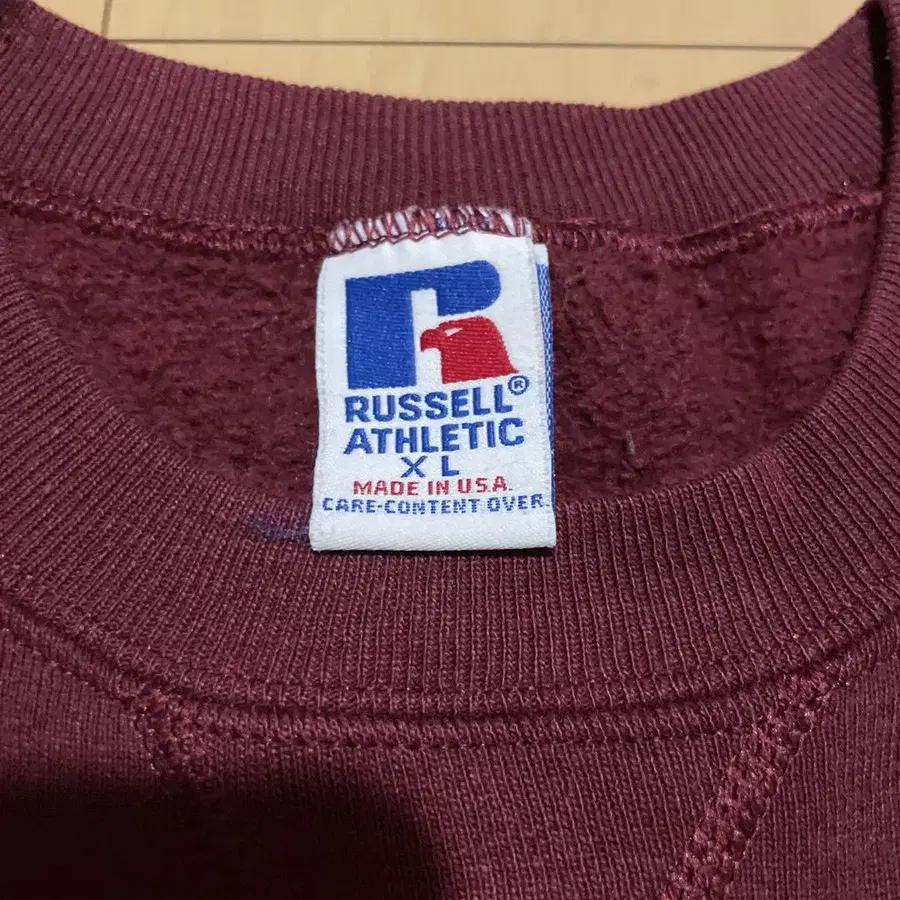 R
RUSSELL®
ATHLETIC
XL
MADE IN U.S.A.
CARE-CONTENT OVER.